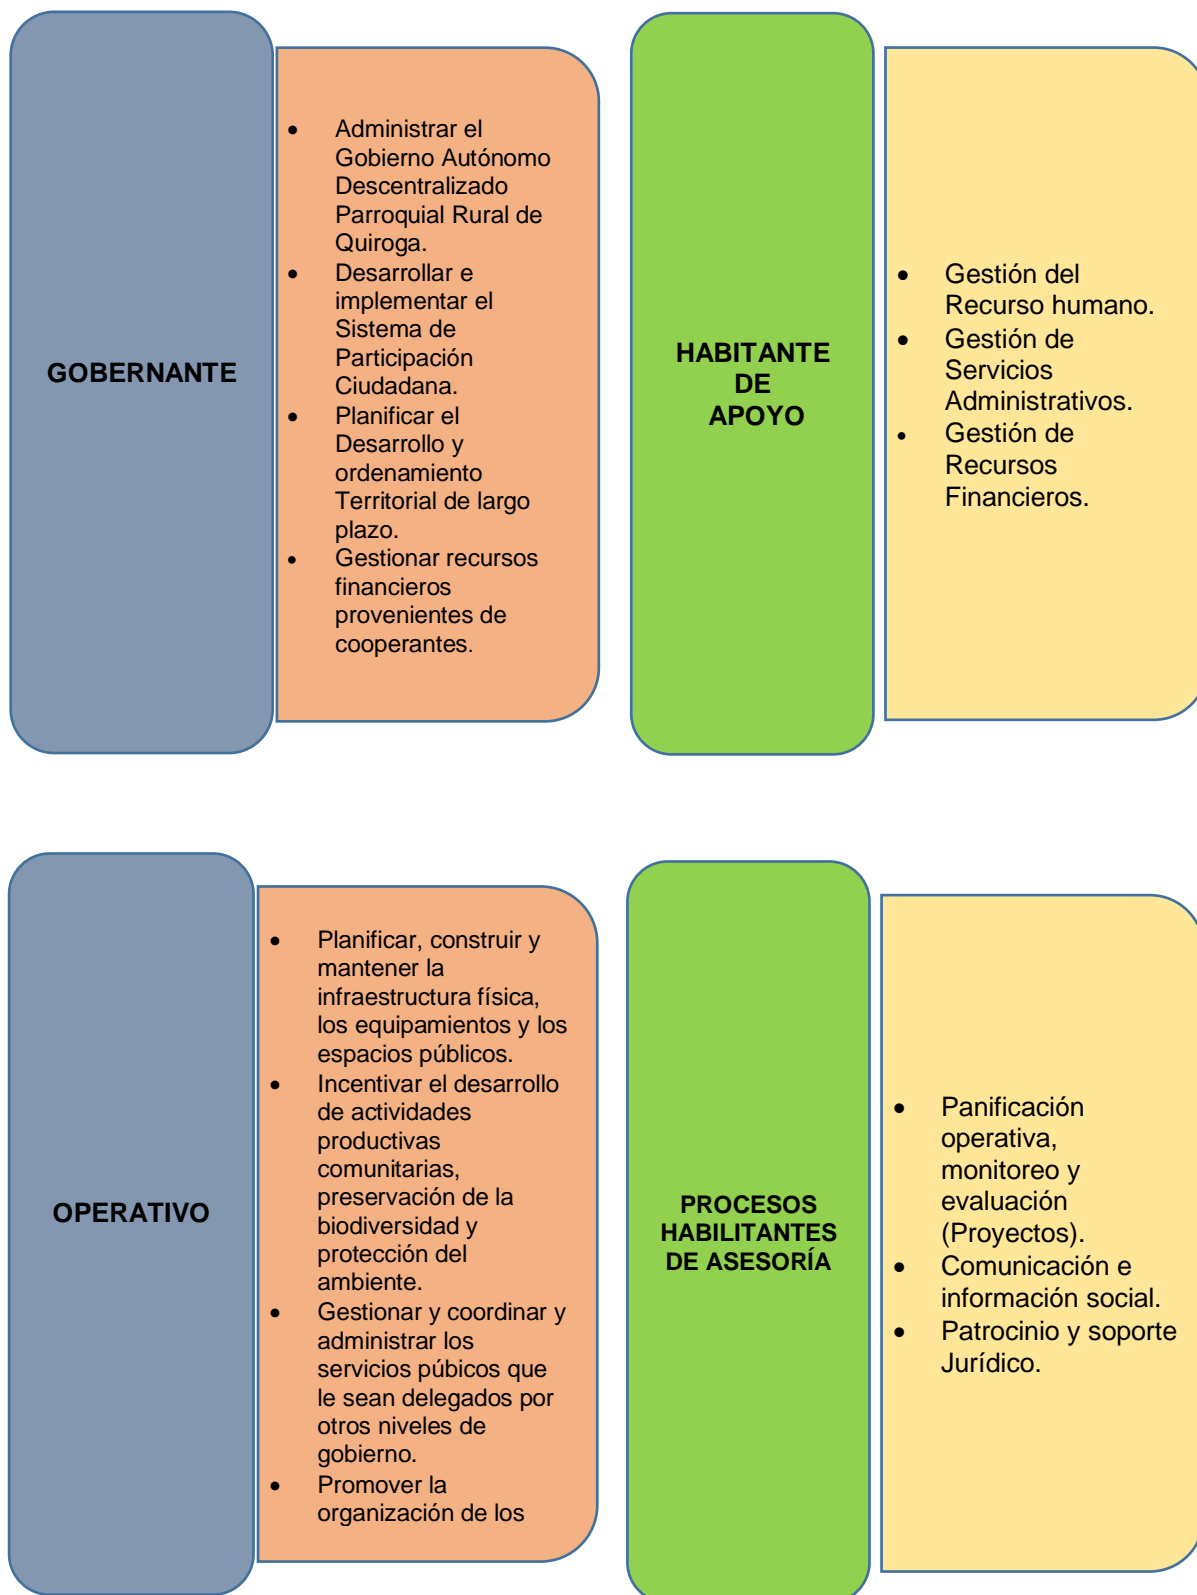 GOBERNANTE
• Administrar el
Gobierno Autónomo
Descentralizado
Parroquial Rural de
Quiroga.
• Desarrollar e
implementar el
Sistema de
Participación
Ciudadana.
• Planificar el
Desarrollo y
ordenamiento
Territorial de largo
plazo.
• Gestionar recursos
financieros
provenientes de
cooperantes.
HABITANTE
DE
APOYO
• Gestión del
Recurso humano.
• Gestión de
Servicios
Administrativos.
• Gestión de
Recursos
Financieros.
OPERATIVO
• Planificar, construir y
mantener la
infraestructura física,
los equipamientos y los
espacios públicos.
• Incentivar el desarrollo
de actividades
productivas
comunitarias,
preservación de la
biodiversidad y
protección del
ambiente.
• Gestionar y coordinar y
administrar los
servicios púbicos que
le sean delegados por
otros niveles de
gobierno.
• Promover la
organización de los
PROCESOS
HABILITANTES
DE ASESORÍA
• Panificación
operativa,
monitoreo y
evaluación
(Proyectos).
• Comunicación e
información social.
• Patrocinio y soporte
Jurídico.